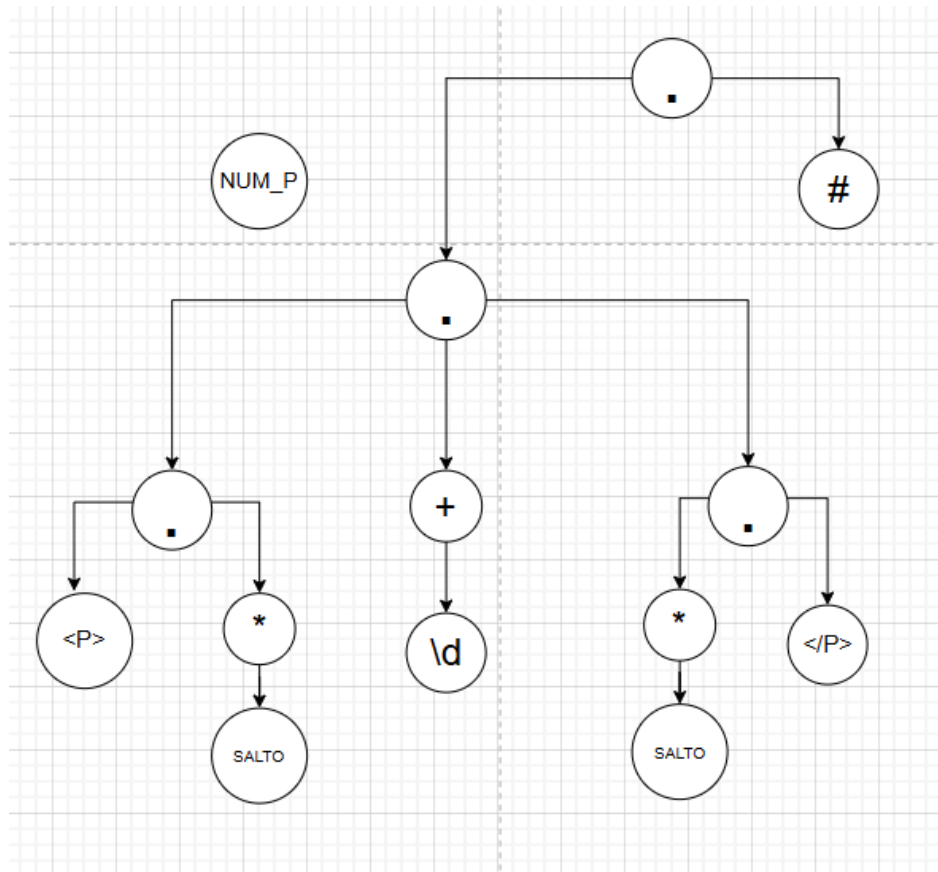 .
NUM_P
#
.
.
+
.
<P>
*
\d
*
</P>
SALTO
SALTO